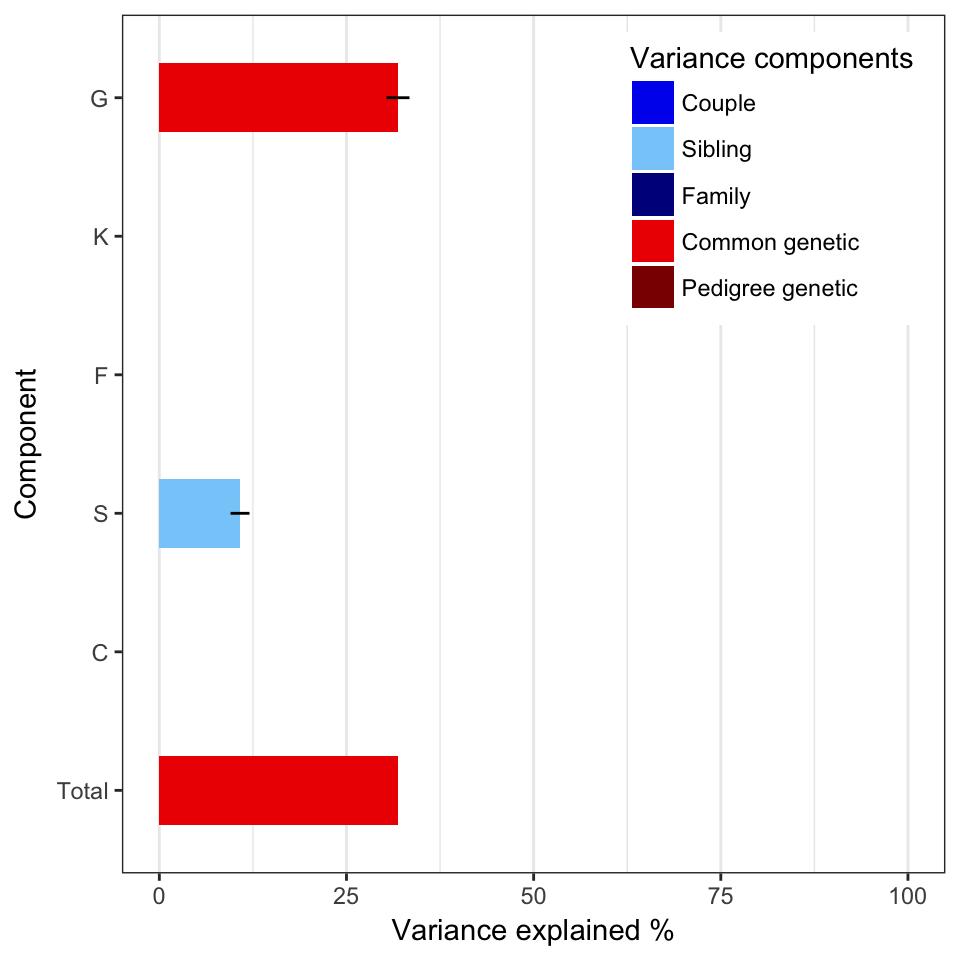 Variance components
Couple
Sibling
Family
Common genetic
Pedigree genetic
Component
G
K
F
S
C
Total
0 25 50 75 100
Variance explained %